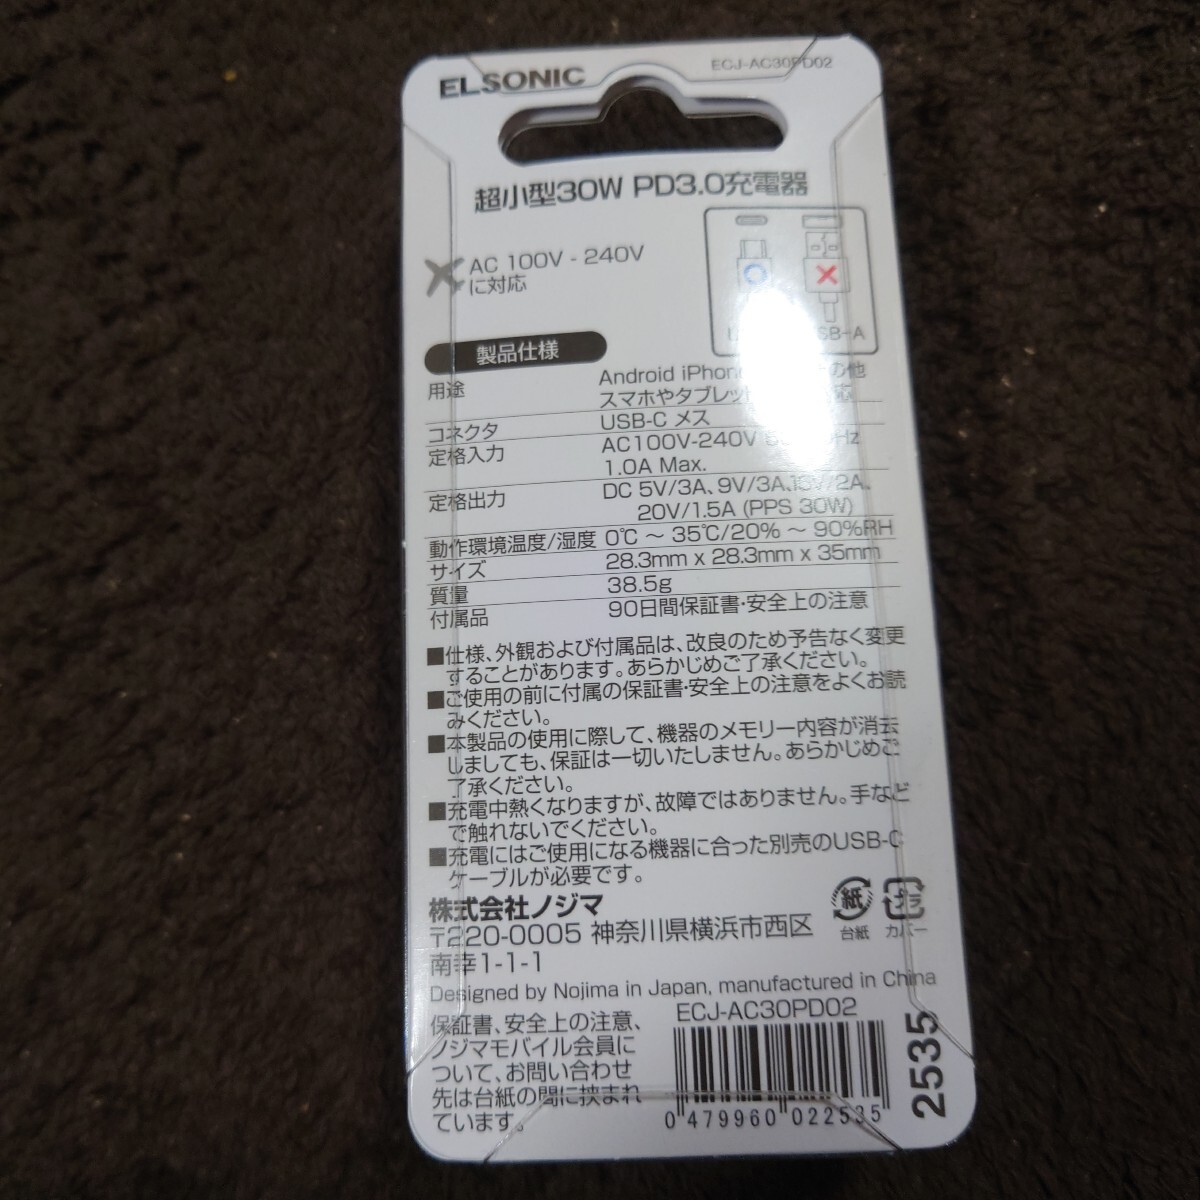 ELSONIC
ECJ-AC30PD02
超小型30W PD3.0充電器
AC 100V - 240V
に対応
製品仕様
用途 Android iPhone の他
スマホやタブレット
コネクタ USB-C メス
定格入力 AC100V-240V
1.0A Max.
定格出力 DC 5V/3A、9V/3A、15V/2A、
20V/1.5A (PPS 30W)
動作環境温度/湿度 0℃ ～ 35℃/20% ～ 90%RH
サイズ 28.3mm x 28.3mm x 35mm
質量 38.5g
付属品 90日間保証書・安全上の注意
■仕様、外観および付属品は、改良のため予告なく変更
することがあります。あらかじめご了承ください。
■ご使用の前に付属の保証書・安全上の注意をよくお読
みください。
■本製品の使用に際して、機器のメモリー内容が消去
しましても、保証は一切いたしません。あらかじめご
了承ください。
■充電中熱くなりますが、故障ではありません。手など
で触れないでください。
■充電にはご使用になる機器に合った別売のUSB-C
ケーブルが必要です。
株式会社ノジマ
〒220-0005 神奈川県横浜市西区
南幸1-1-1
紙
台紙
プラ
カバー
Designed by Nojima in Japan, manufactured in China
保証書、安全上の注意、
ノジマモバイル会員に
ついて、お問い合わせ
先は台紙の間に挟まれ
ています。
ECJ-AC30PD02
0 479960 022535
2535